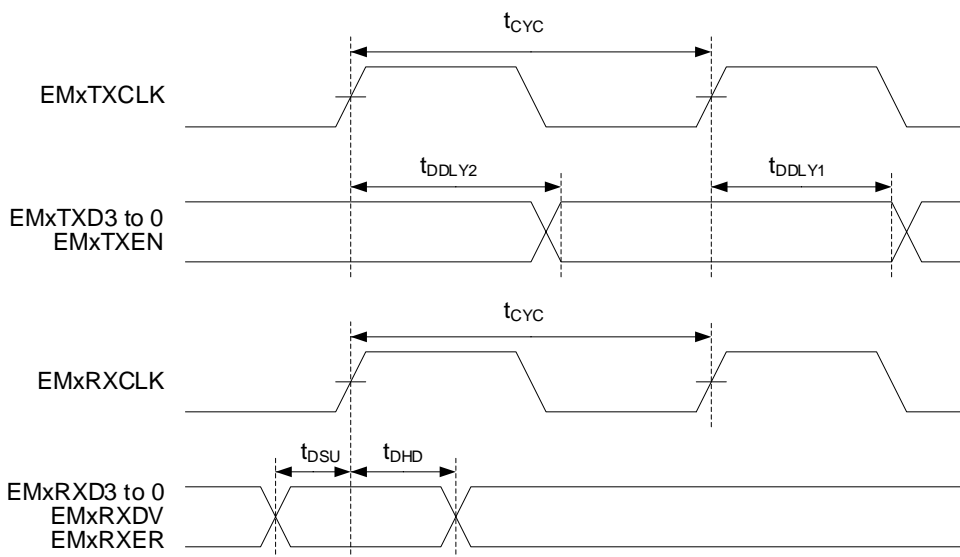 tCYC
EMxTXCLK
tDDLY2
tDDLY1
EMxTXD3 to 0
EMxTXEN
tCYC
EMxRXCLK
tDSU
tDHD
EMxRXD3 to 0
EMxRXDV
EMxRXER